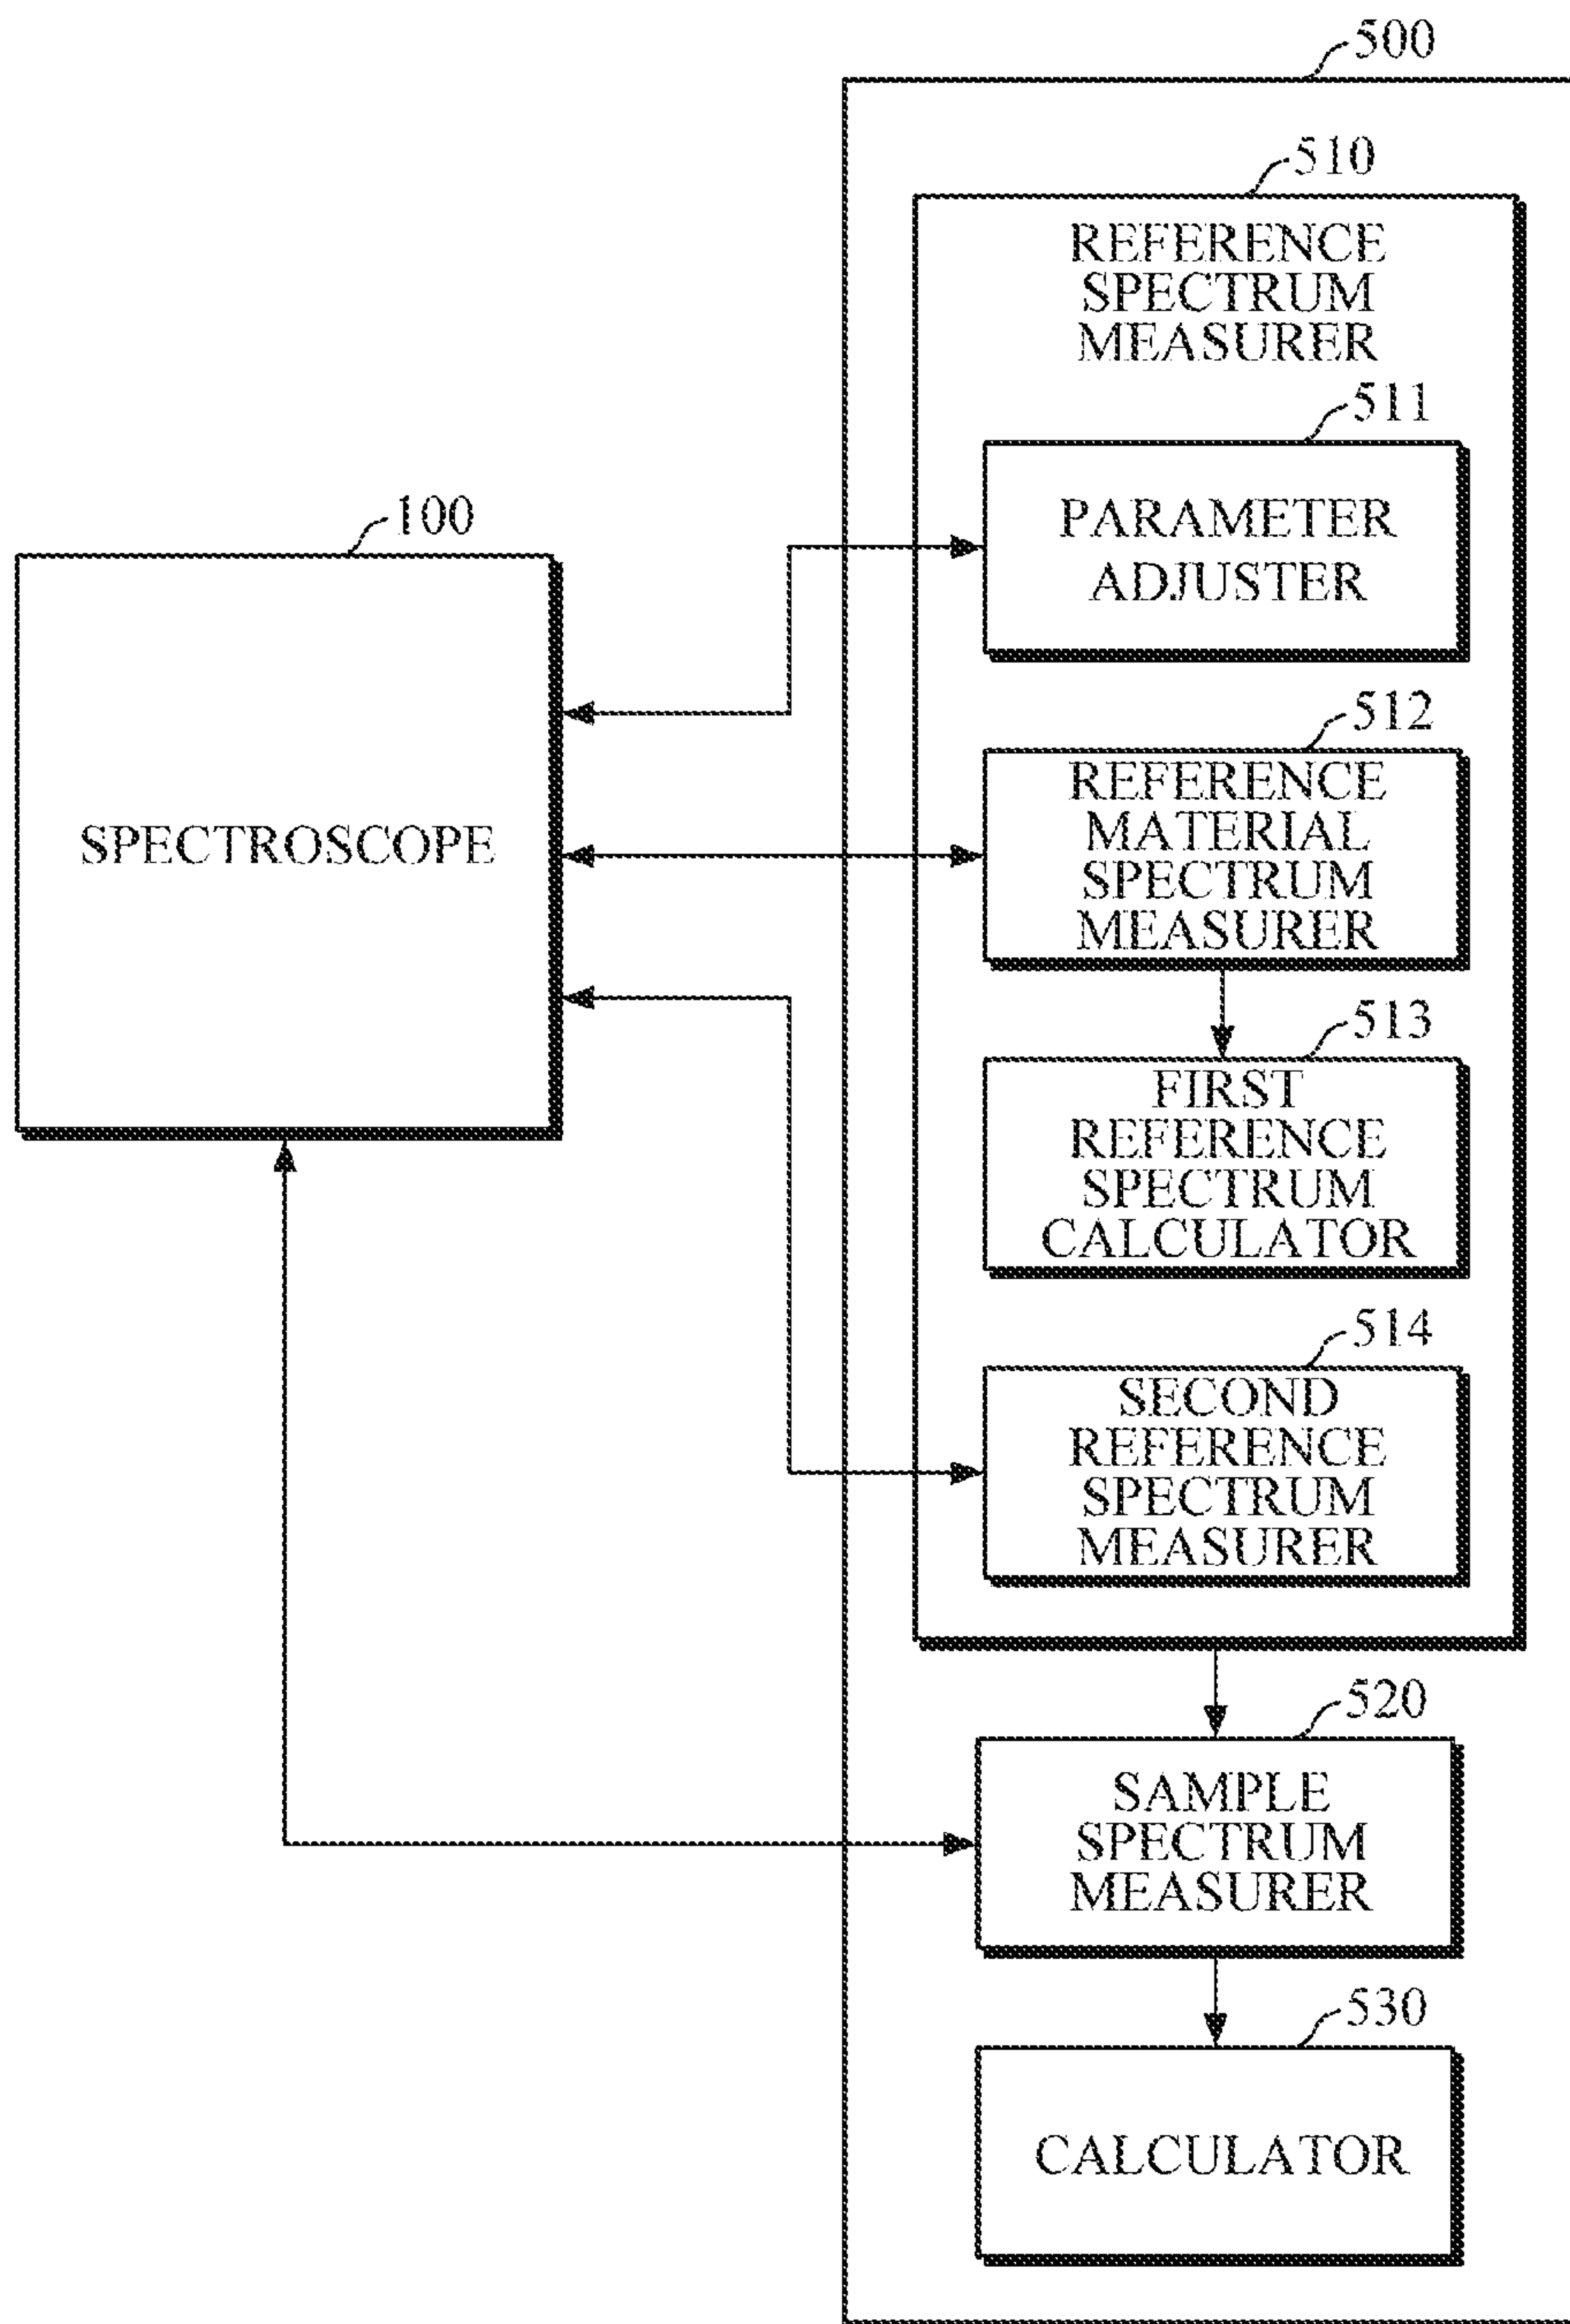 500
510
REFERENCE
SPECTRUM
MEASURER
511
PARAMETER
ADJUSTER
100
SPECTROSCOPE
512
REFERENCE
MATERIAL
SPECTRUM
MEASURER
513
FIRST
REFERENCE
SPECTRUM
CALCULATOR
514
SECOND
REFERENCE
SPECTRUM
MEASURER
520
SAMPLE
SPECTRUM
MEASURER
530
CALCULATOR